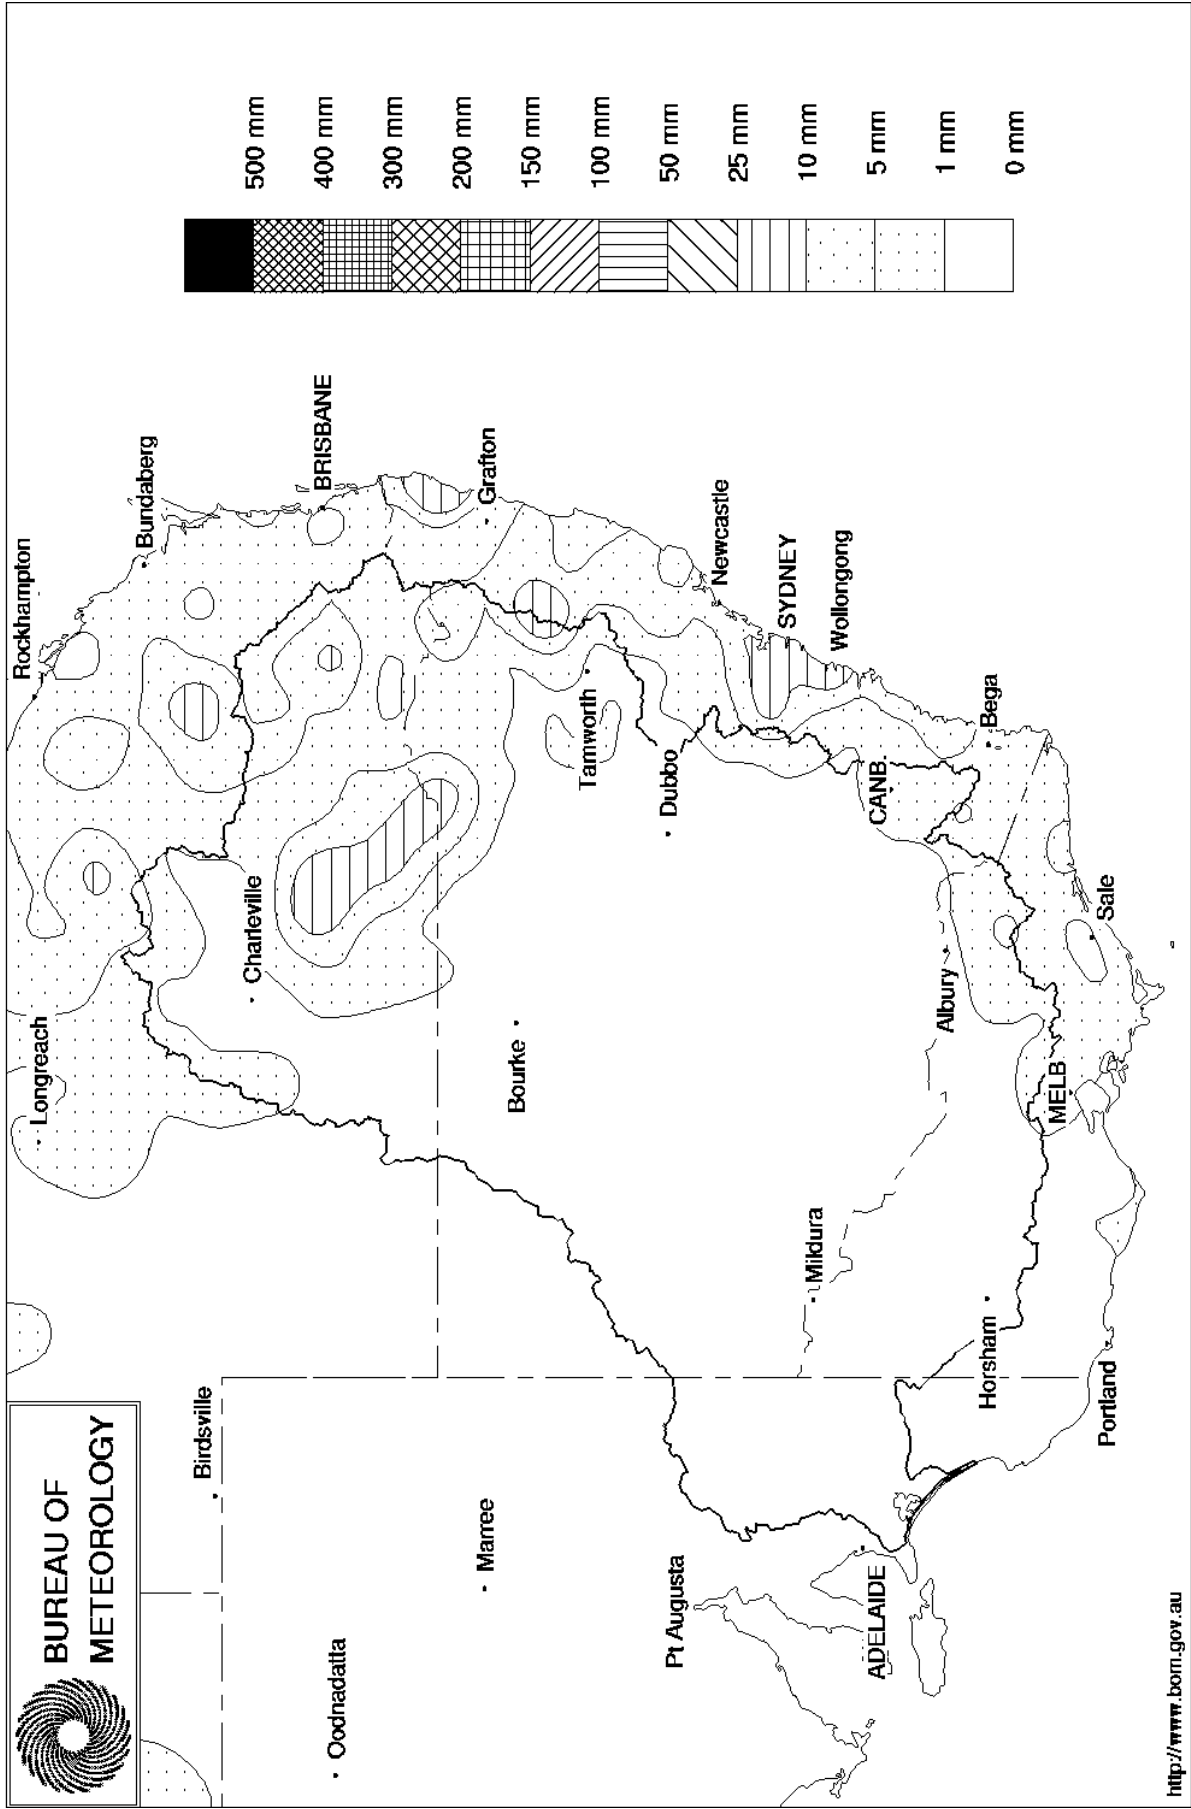 BUREAU OF
METEOROLOGY
Rockhampton
Longreach
Bundaberg
Birdsville
Charleville
BRISBANE
Oodnadatta
Grafton
Bourke
Marree
Tamworth
Newcastle
Dubbo
Pt Augusta
SYDNEY
Mildura
Wollongong
CANB.
ADELAIDE
Albury
Bega
Horsham
MELB
Sale
Portland
500 mm
400 mm
300 mm
200 mm
150 mm
100 mm
50 mm
25 mm
10 mm
5 mm
1 mm
0 mm
http://www.bom.gov.au